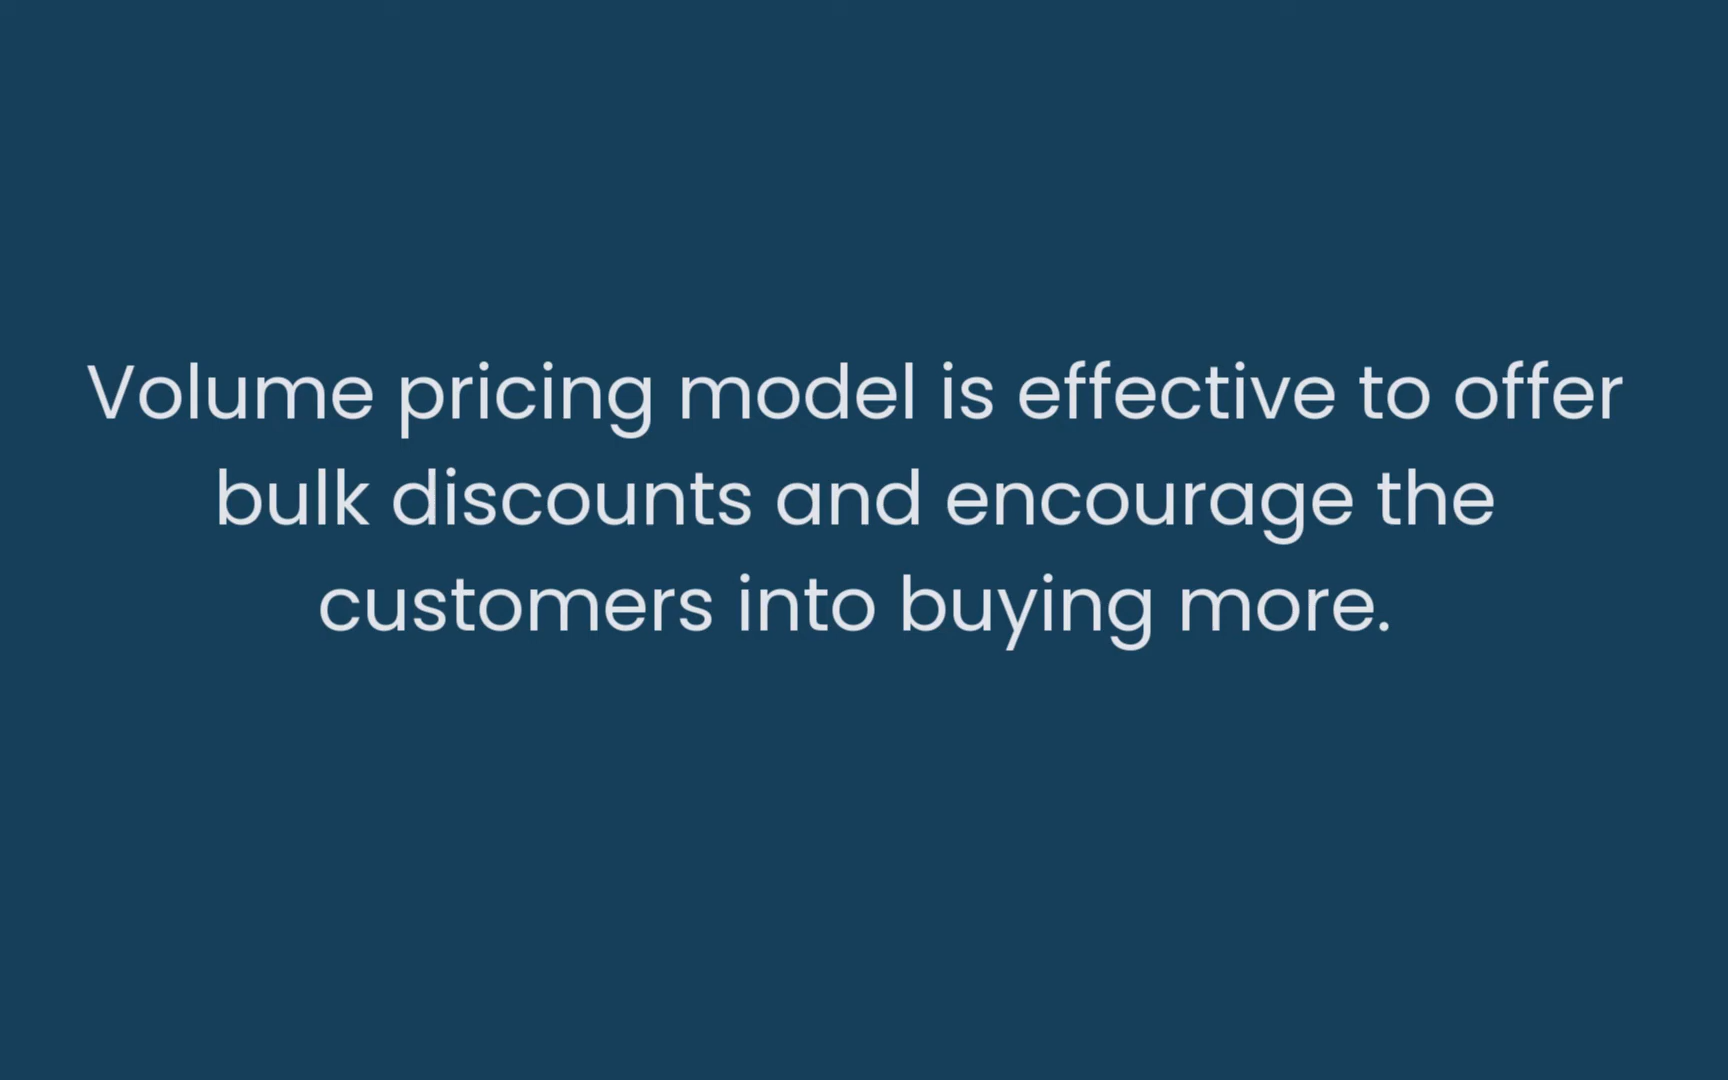 Volume pricing model is effective to offer
bulk discounts and encourage the
customers into buying more.